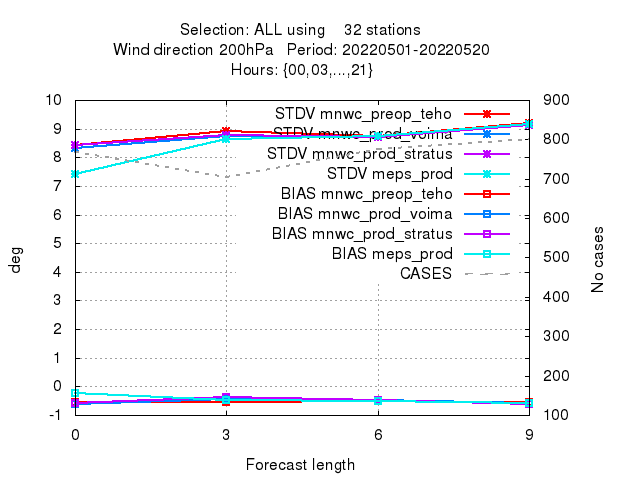 Selection: ALL using    32 stations
Wind direction 200hPa   Period: 20220501-20220520
Hours: {00,03,...,21}
10
9
8
7
6
5
4
3
2
1
0
-1
deg
900
800
700
600
500
400
300
200
100
No cases
STDV mnwc_preop_teho
STDV mnwc_prod_voima
STDV mnwc_prod_stratus
STDV meps_prod
BIAS mnwc_preop_teho
BIAS mnwc_prod_voima
BIAS mnwc_prod_stratus
BIAS meps_prod
CASES
0 3 6 9
Forecast length